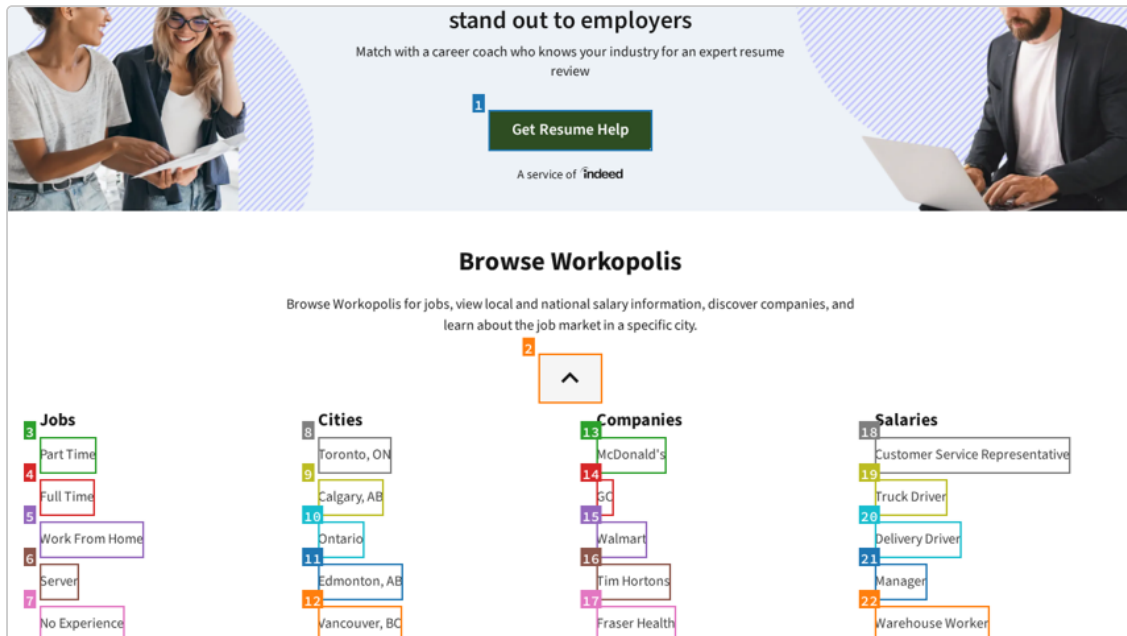 stand out to employers
Match with a career coach who knows your industry for an expert resume
review
1
Get Resume Help
A service of indeed
Browse Workopolis
Browse Workopolis for jobs, view local and national salary information, discover companies, and
learn about the job market in a specific city.
2
Jobs
3
Part Time
4
Full Time
5
Work From Home
6
Server
7
No Experience
Cities
8
Toronto, ON
9
Calgary, AB
10
Ontario
11
Edmonton, AB
12
Vancouver, BC
Companies
13
McDonald's
14
GC
15
Walmart
16
Tim Hortons
17
Fraser Health
Salaries
18
Customer Service Representative
19
Truck Driver
20
Delivery Driver
21
Manager
22
Warehouse Worker